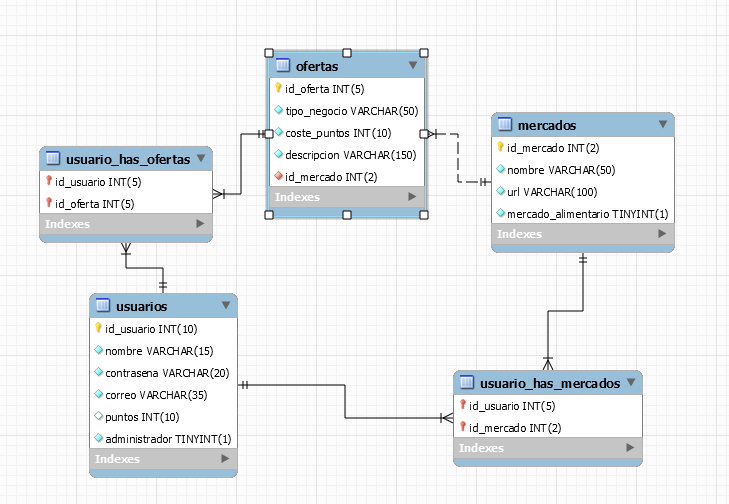 ofertas
id_oferta INT(5)
tipo_negocio VARCHAR(50)
coste_puntos INT(10)
descripcion VARCHAR(150)
id_mercado INT(2)
Indexes
mercados
id_mercado INT(2)
nombre VARCHAR(50)
url VARCHAR(100)
mercado_alimentario TINYINT(1)
Indexes
usuario_has_ofertas
id_usuario INT(5)
id_oferta INT(5)
Indexes
usuarios
id_usuario INT(10)
nombre VARCHAR(15)
contrasena VARCHAR(20)
correo VARCHAR(35)
puntos INT(10)
administrador TINYINT(1)
Indexes
usuario_has_mercados
id_usuario INT(5)
id_mercado INT(2)
Indexes